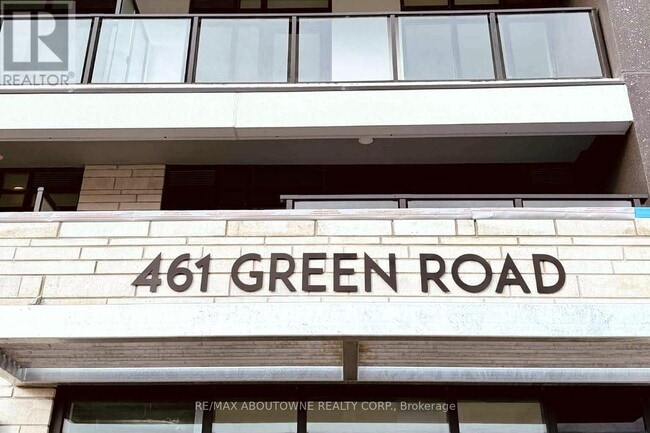 REALTOR
461 GREEN ROAD
RE/MAX ABOUTOWNE REALTY CORP., Brokerage